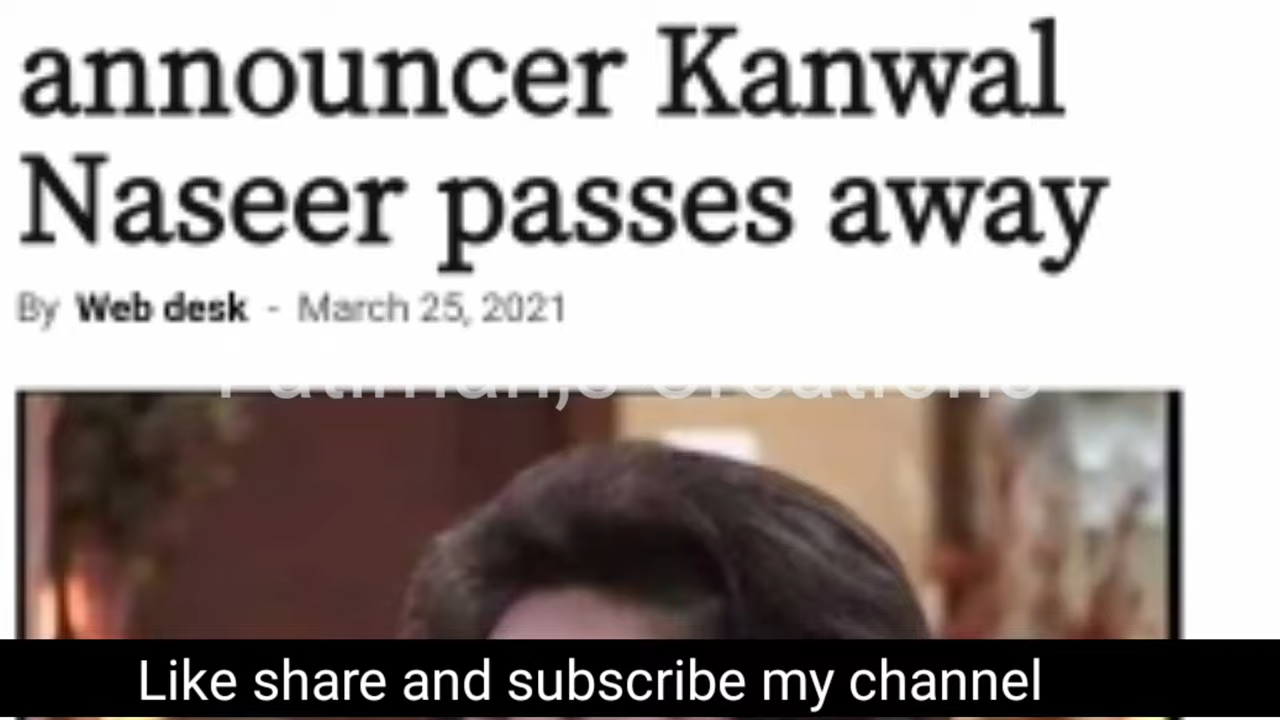 announcer Kanwal
Naseer passes away
By Web desk - March 25, 2021
Like share and subscribe my channel